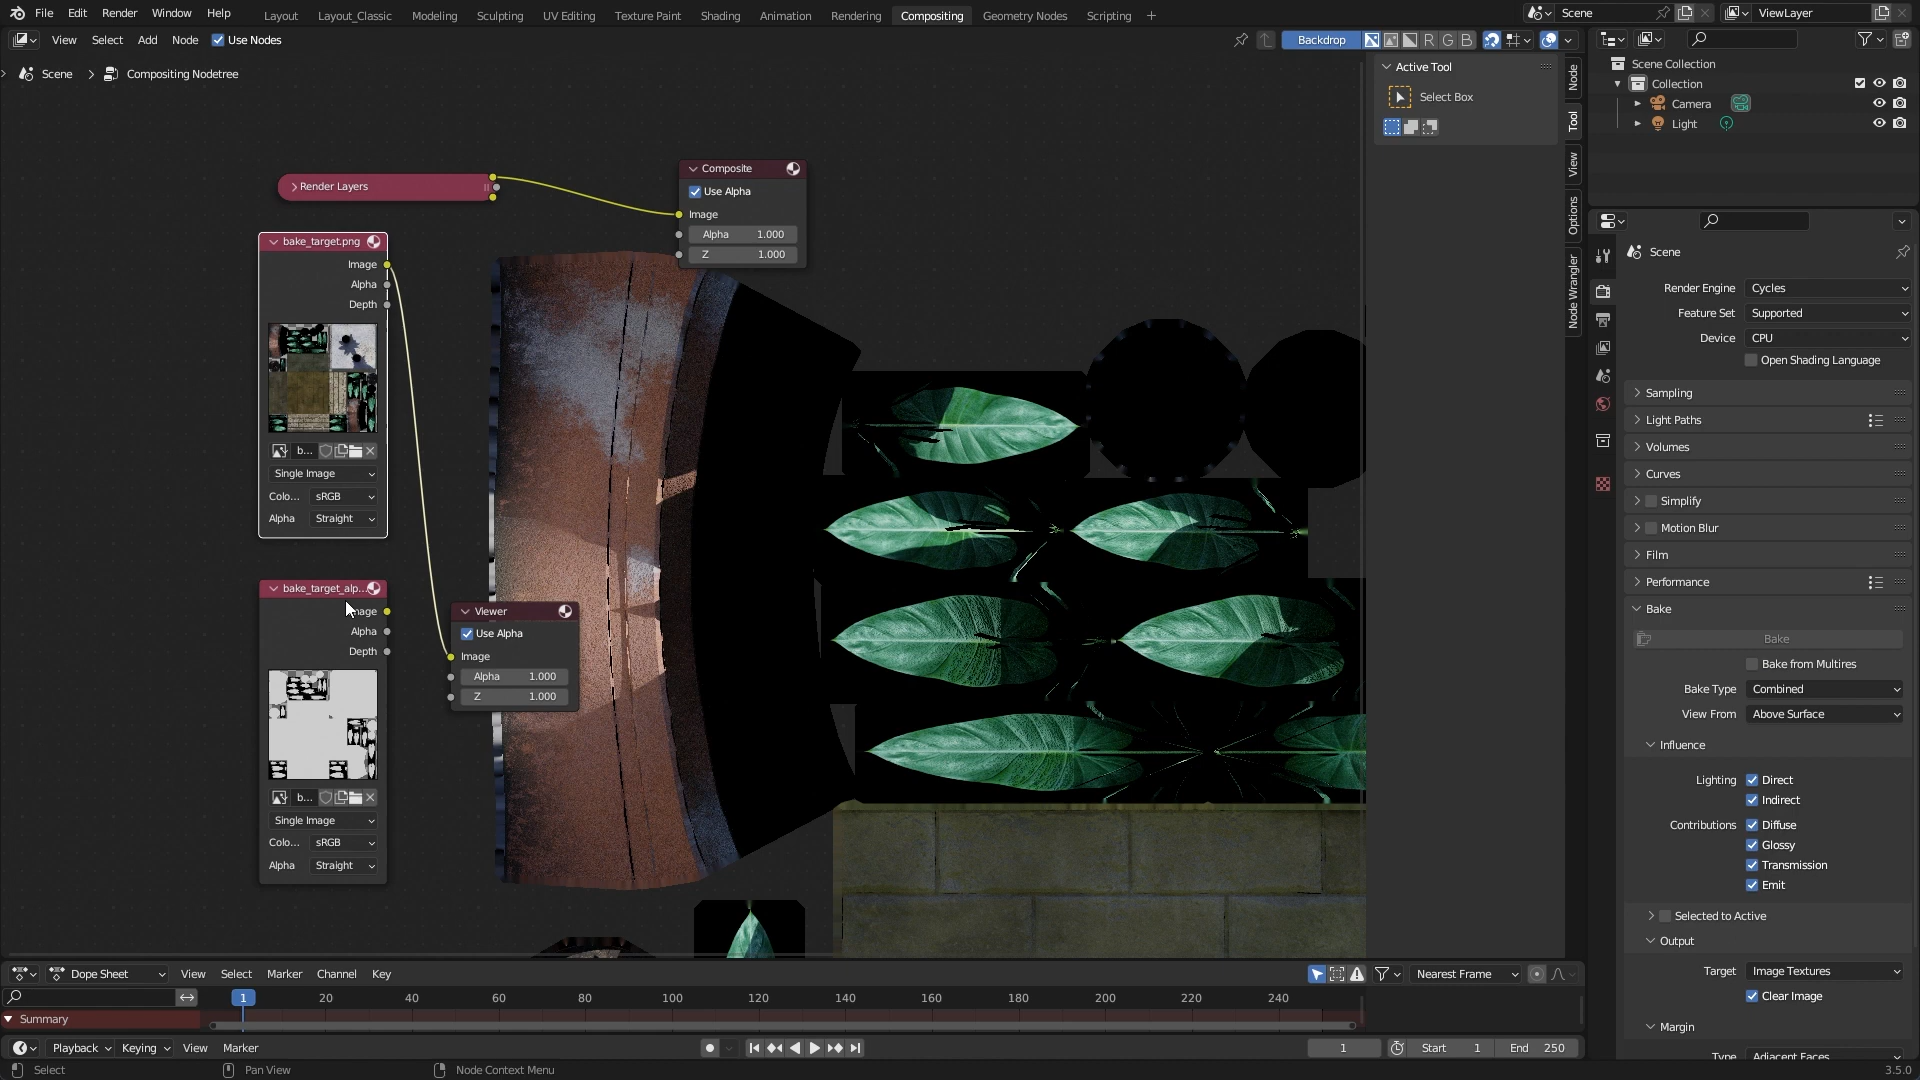 File Edit Render Window Help Layout Layout_Classic Modeling Sculpting UV Editing Texture Paint Shading Animation Rendering Compositing Geometry Nodes Scripting + Scene ViewLayer
View Select Add Node Use Nodes Backdrop R G B
Scene > Compositing Nodetree
Active Tool
Select Box
Node
Tool
View
Options
Node Wrangler
Scene Collection
Collection
Camera
Light
Render Layers
Composite
Use Alpha
Image
Alpha 1.000
Z 1.000
bake_target.png
Image
Alpha
Depth
b...
Single Image
Colo... sRGB
Alpha Straight
bake_target_alp...
Image
Alpha
Depth
b...
Single Image
Colo... sRGB
Alpha Straight
Viewer
Use Alpha
Image
Alpha 1.000
Z 1.000
Scene
Render Engine Cycles
Feature Set Supported
Device CPU
Open Shading Language
Sampling
Light Paths
Volumes
Curves
Simplify
Motion Blur
Film
Performance
Bake
Bake
Bake from Multires
Bake Type Combined
View From Above Surface
Influence
Lighting Direct
Indirect
Contributions Diffuse
Glossy
Transmission
Emit
Selected to Active
Output
Target Image Textures
Clear Image
Margin
Type Adjacent Faces
Dope Sheet View Select Marker Channel Key Nearest Frame
1 20 40 60 80 100 120 140 160 180 200 220 240
Summary
Playback Keying View Marker 1 Start 1 End 250
Select Pan View Node Context Menu 3.5.0